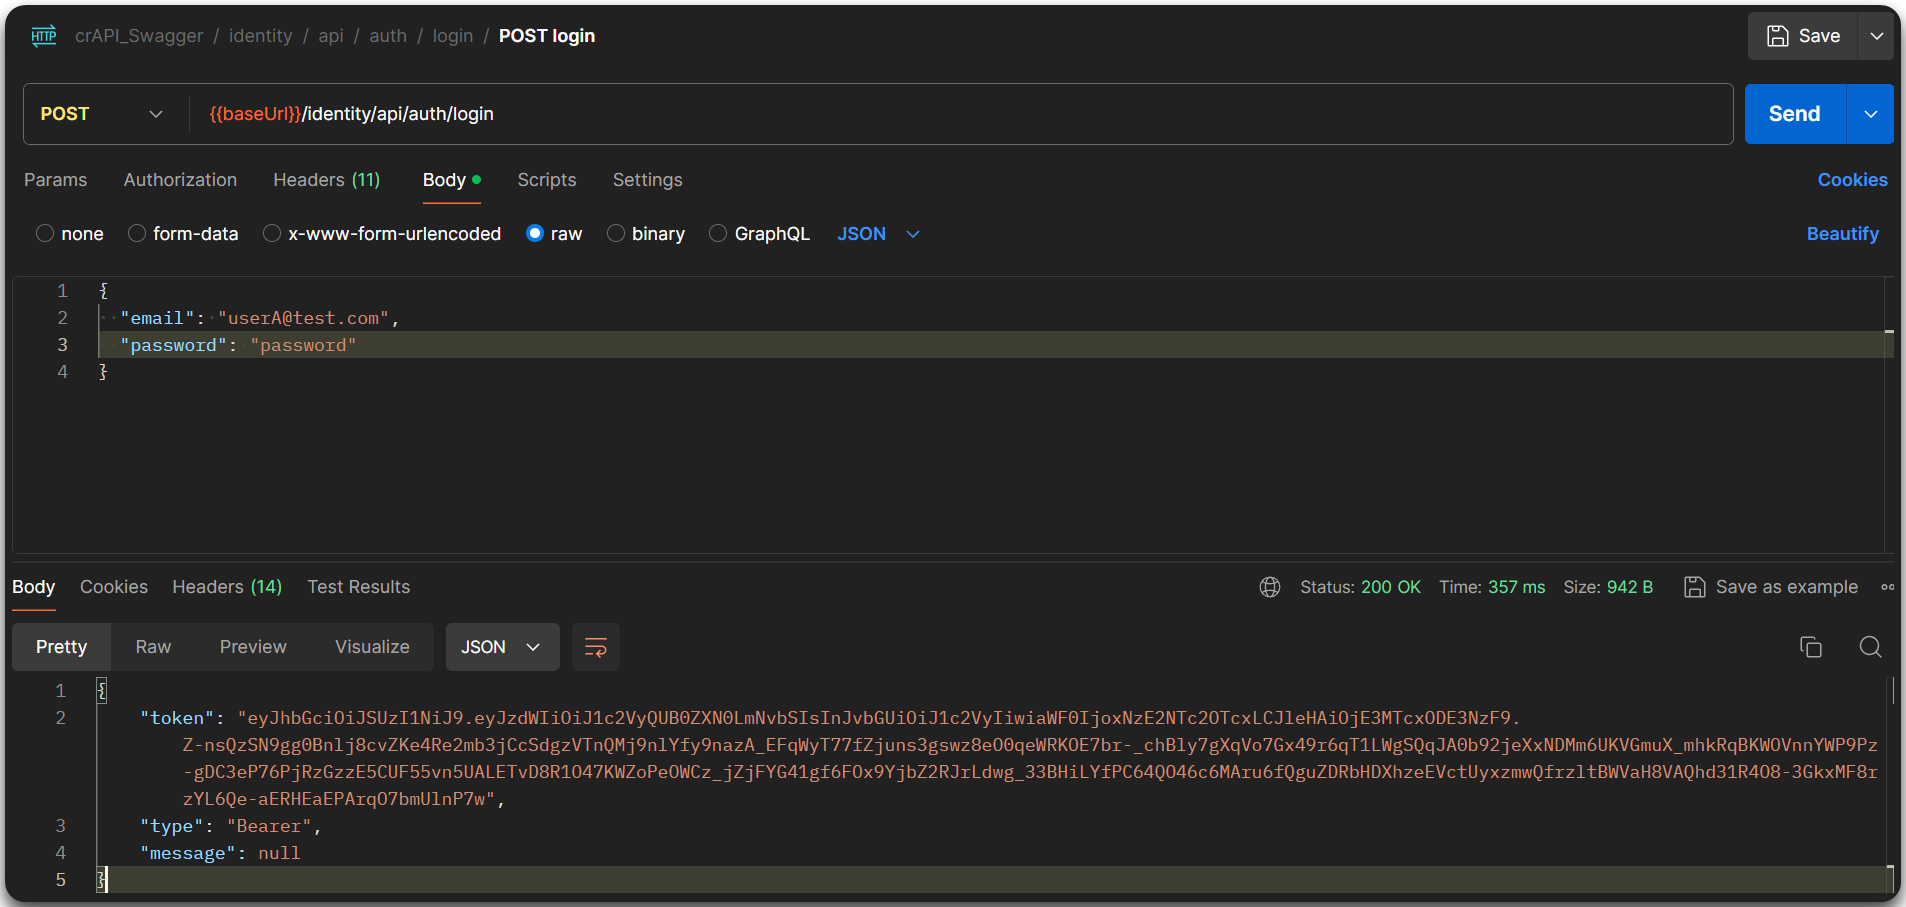 HTTP crAPI_Swagger / identity / api / auth / login / POST login
Save
POST {{baseUrl}}/identity/api/auth/login
Send
Params Authorization Headers (11) Body Scripts Settings Cookies
none form-data x-www-form-urlencoded raw binary GraphQL JSON Beautify
1 {
2 "email": "userA@test.com",
3 "password": "password"
4 }
Body Cookies Headers (14) Test Results Status: 200 OK Time: 357 ms Size: 942 B Save as example
Pretty Raw Preview Visualize JSON
1 {
2 "token": "eyJhbGciOiJSUzI1NiJ9.eyJzdWIiOiJ1c2VyQUB0ZXN0LmNvbSIsInJvbGUiOiJ1c2VyIiwiaWF0IjoxNzE2NTc2OTcxLCJleHAiOjE3MTcxODE3NzF9.
Z-nsQzSN9gg0Bnlj8cvZKe4Re2mb3jCcSdgzVTnQMj9nlYfy9nazA_EFqWyT77fZjuns3gswz8eO0qeWRKOE7br-_chBly7gXqVo7Gx49r6qT1LWgSQqJA0b92jeXxNDMm6UKVGmuX_mhkRqBKWOVnnYWP9Pz
-gDC3eP76PjRzGzzE5CUF55vn5UALETvD8R1O47KWZoPeOWCz_jZjFYG41gf6FOx9YjbZ2RJrLdwg_33BHiLYfPC64QO46c6MAru6fQguZDRbHDXhzeEVctUyxzmwQfrzltBWVaH8VAQhd31R4O8-3GkxMF8r
zYL6Qe-aERHEaEPArqO7bmUlnP7w",
3 "type": "Bearer",
4 "message": null
5 }